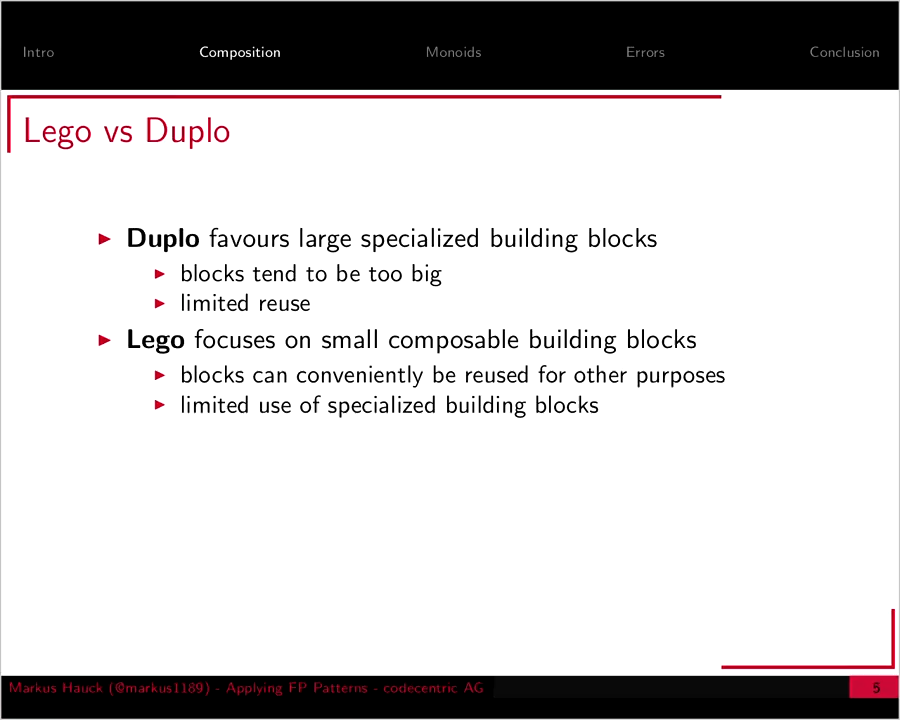 Intro Composition Monoids Errors Conclusion
Lego vs Duplo
Duplo favours large specialized building blocks
blocks tend to be too big
limited reuse
Lego focuses on small composable building blocks
blocks can conveniently be reused for other purposes
limited use of specialized building blocks
Markus Hauck (@markus1189) - Applying FP Patterns - codecentric AG 5